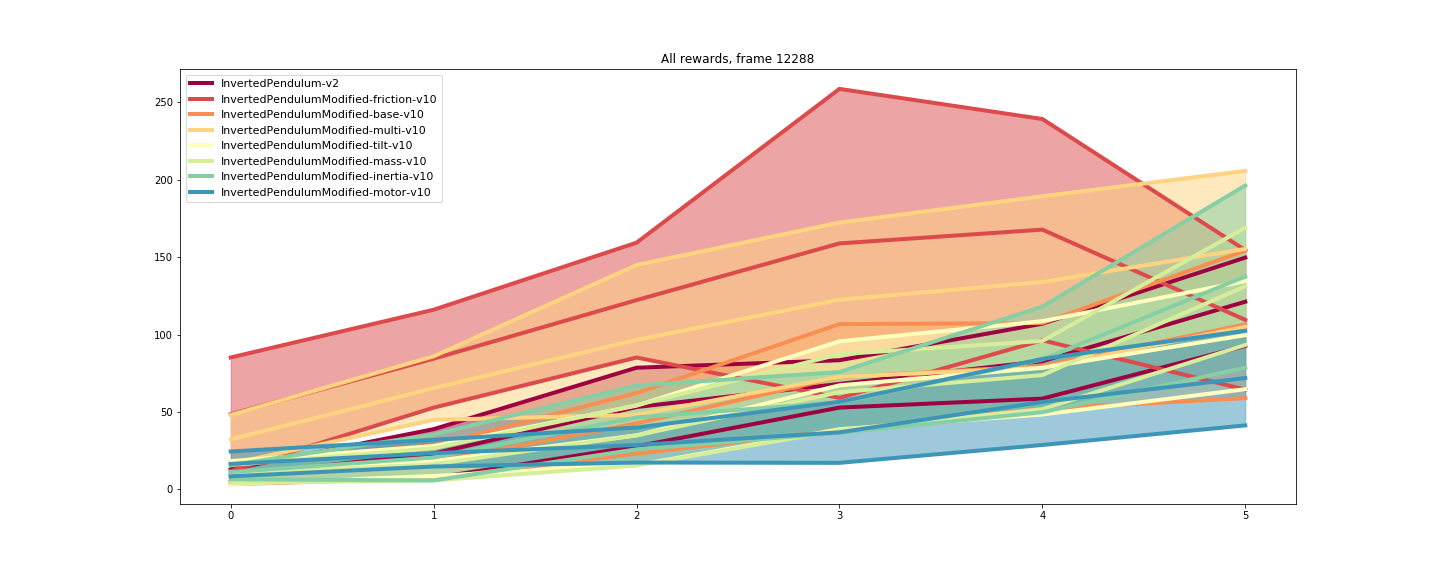 All rewards, frame 12288
InvertedPendulum-v2
InvertedPendulumModified-friction-v10
InvertedPendulumModified-base-v10
InvertedPendulumModified-multi-v10
InvertedPendulumModified-tilt-v10
InvertedPendulumModified-mass-v10
InvertedPendulumModified-inertia-v10
InvertedPendulumModified-motor-v10
250
200
150
100
50
0
0 1 2 3 4 5